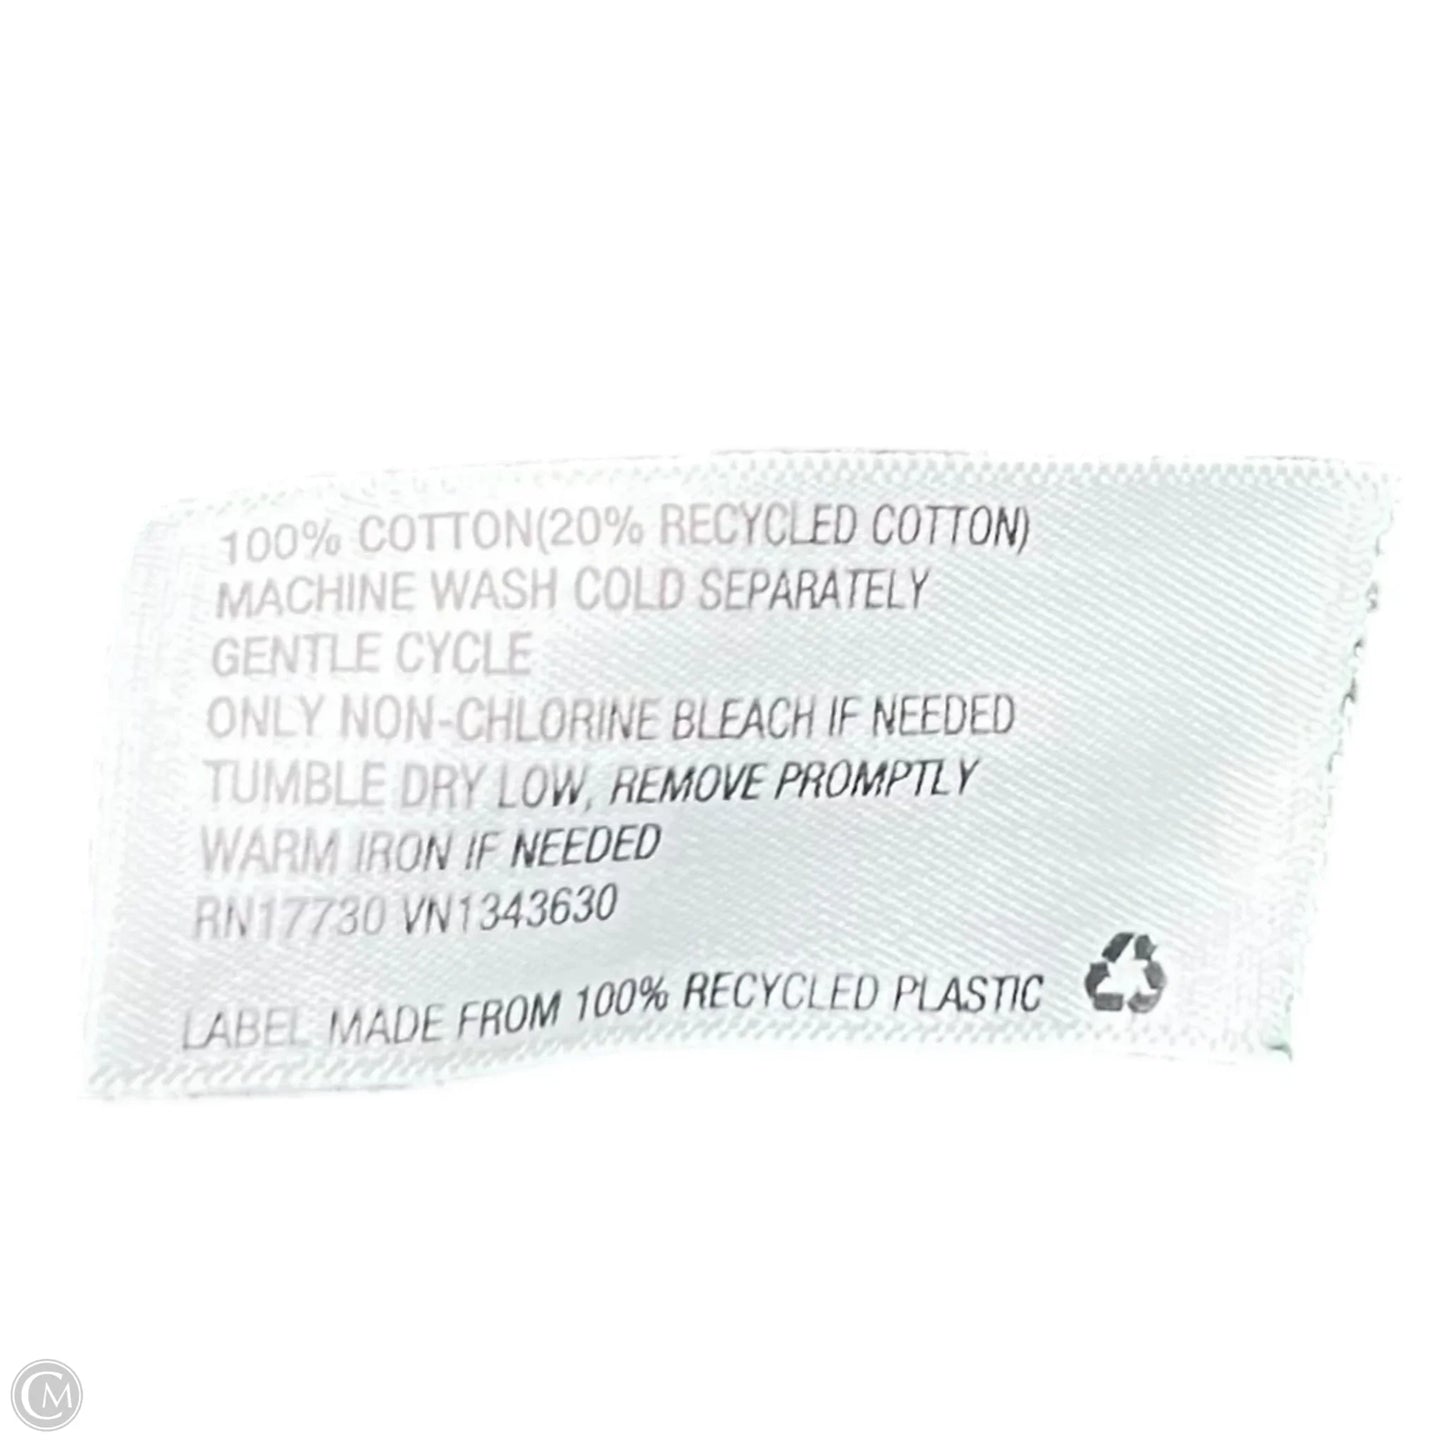 100% COTTON(20% RECYCLED COTTON)
MACHINE WASH COLD SEPARATELY
GENTLE CYCLE
ONLY NON-CHLORINE BLEACH IF NEEDED
TUMBLE DRY LOW, REMOVE PROMPTLY
WARM IRON IF NEEDED
RN17730 VN1343630
LABEL MADE FROM 100% RECYCLED PLASTIC
CM